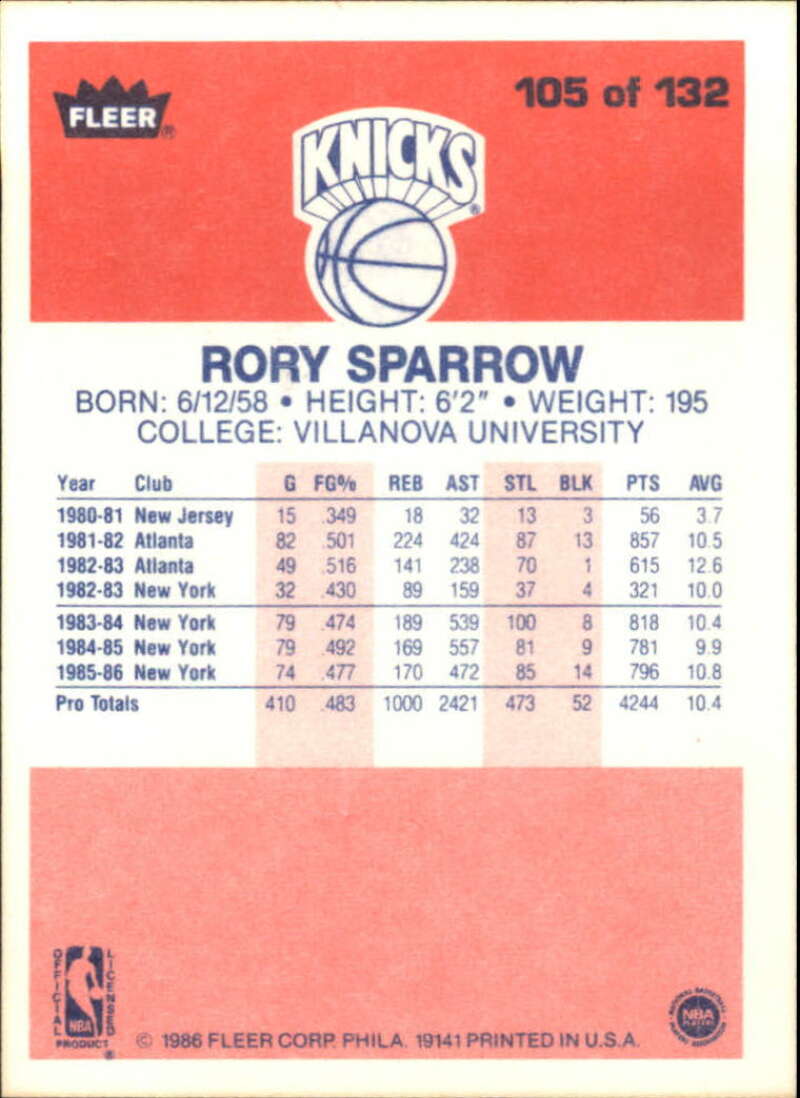 FLEER®
105 of 132
KNICKS®
RORY SPARROW
BORN: 6/12/58 • HEIGHT: 6'2" • WEIGHT: 195
COLLEGE: VILLANOVA UNIVERSITY
Year Club G FG% REB AST STL BLK PTS AVG
1980-81 New Jersey 15 .349 18 32 13 3 56 3.7
1981-82 Atlanta 82 .501 224 424 87 13 857 10.5
1982-83 Atlanta 49 .516 141 238 70 1 615 12.6
1982-83 New York 32 .430 89 159 37 4 321 10.0
1983-84 New York 79 .474 189 539 100 8 818 10.4
1984-85 New York 79 .492 169 557 81 9 781 9.9
1985-86 New York 74 .477 170 472 85 14 796 10.8
Pro Totals 410 .483 1000 2421 473 52 4244 10.4
OFFICIAL LICENSED
NBA
PRODUCT®
© 1986 FLEER CORP. PHILA. 19141 PRINTED IN U.S.A.
NATIONAL BASKETBALL
NBA
PLAYERS
PLAYERS ASSOCIATION